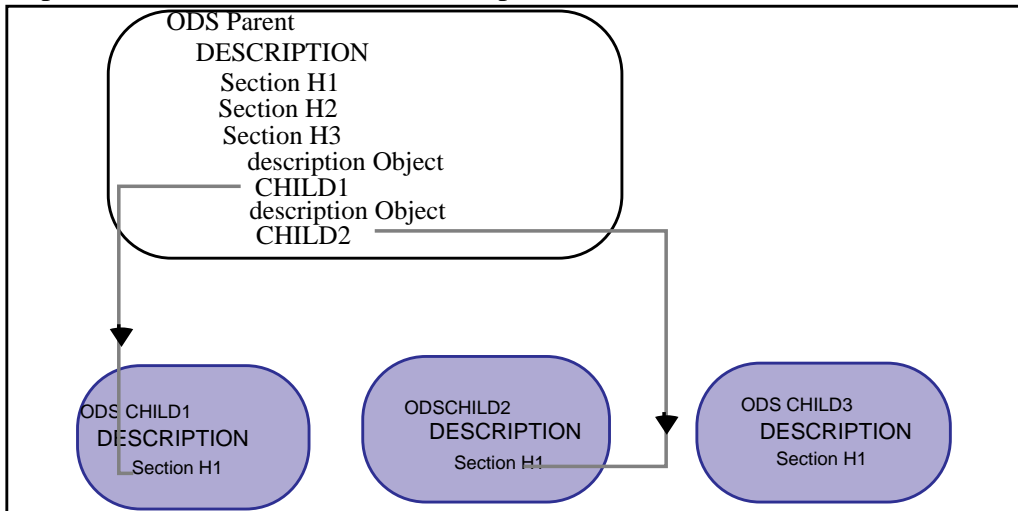 ODS Parent
DESCRIPTION
Section H1
Section H2
Section H3
description Object
CHILD1
description Object
CHILD2
ODS CHILD1
DESCRIPTION
Section H1
ODSCHILD2
DESCRIPTION
Section H1
ODS CHILD3
DESCRIPTION
Section H1